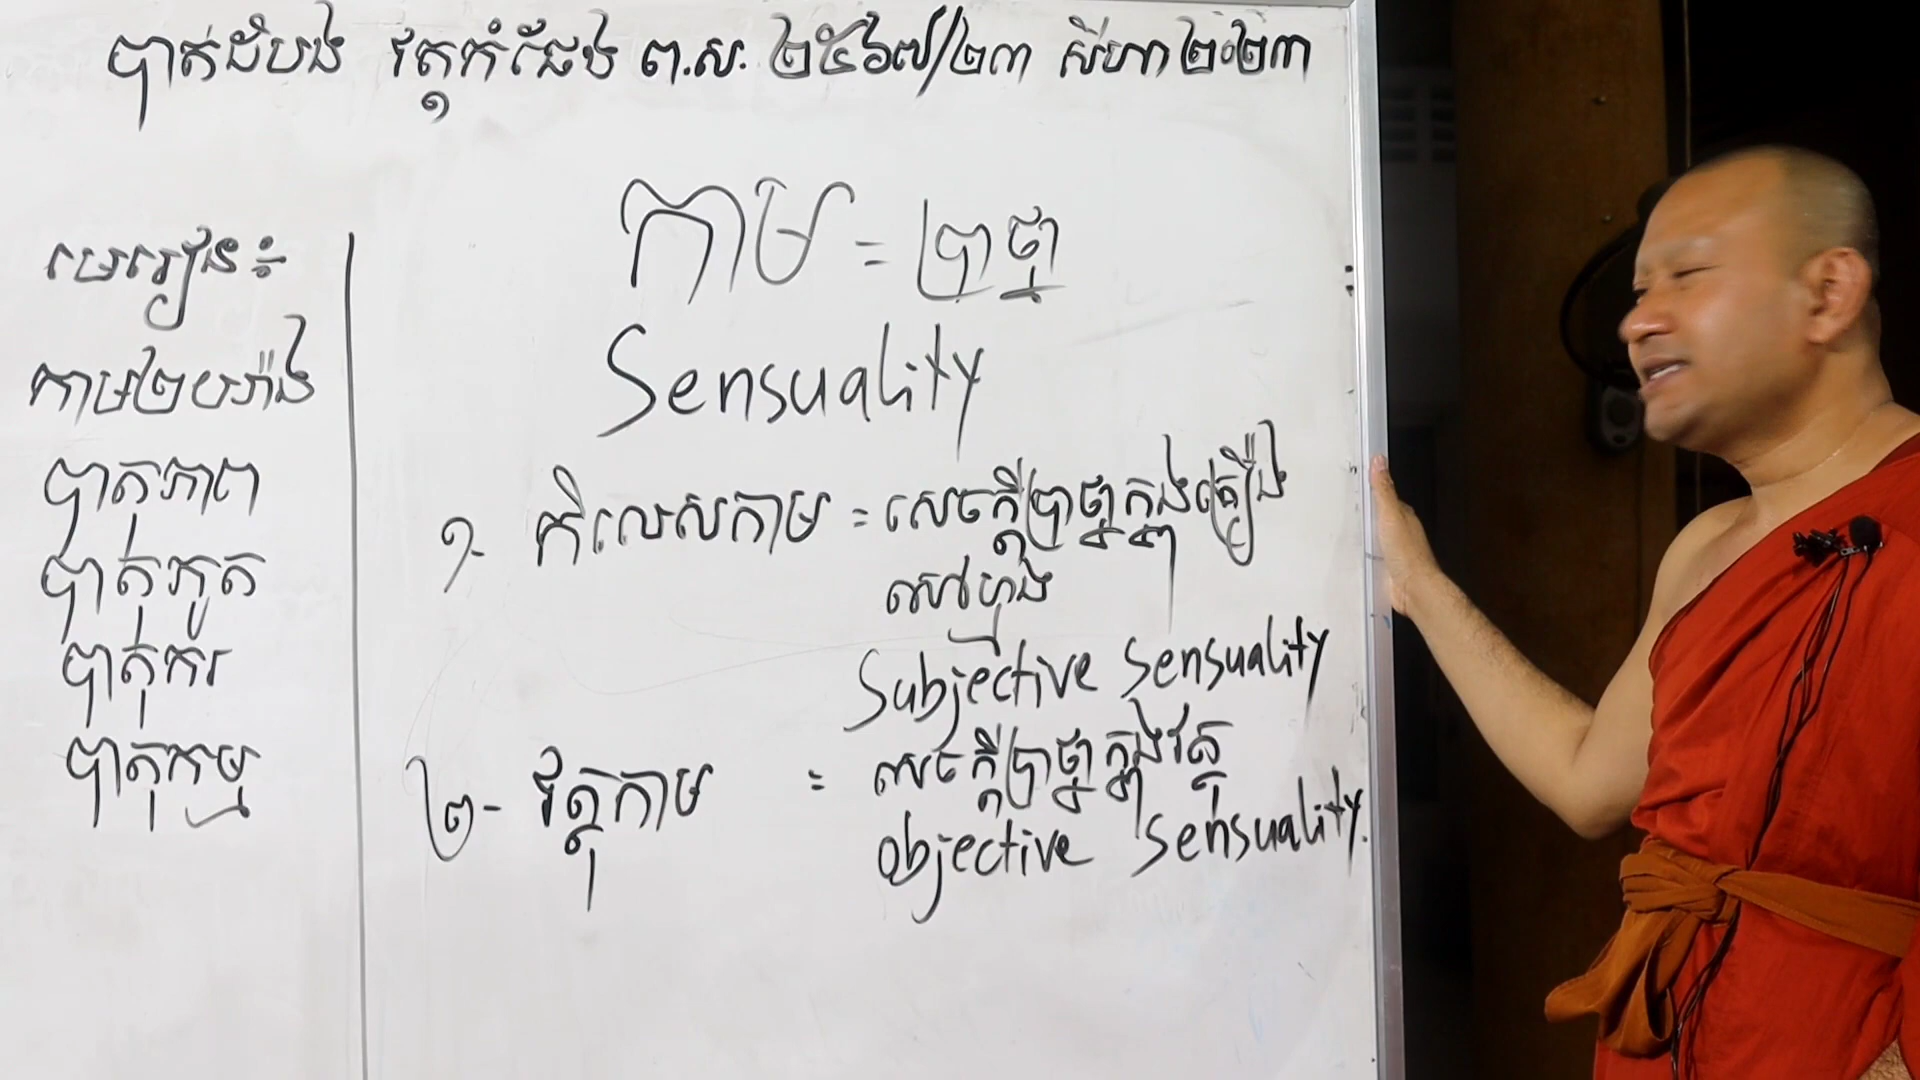 បាត់ដំបង វត្តកំផែង ព.ស. ២៥៦៧/២៣ សីហា ២០២៣
មេរៀន៖
កាម២យ៉ាង
បាតុភាព
បាតុភូត
បាតុករ
បាតុកម្ម
កាម = ប្រាថ្នា
Sensuality
១- កិលេសកាម = សេចក្តីប្រាថ្នាក្នុងគ្រឿង
សៅហ្មង
Subjective sensuality
២- វត្ថុកាម = សេចក្តីប្រាថ្នាក្នុងវត្ថុ
objective sensuality.